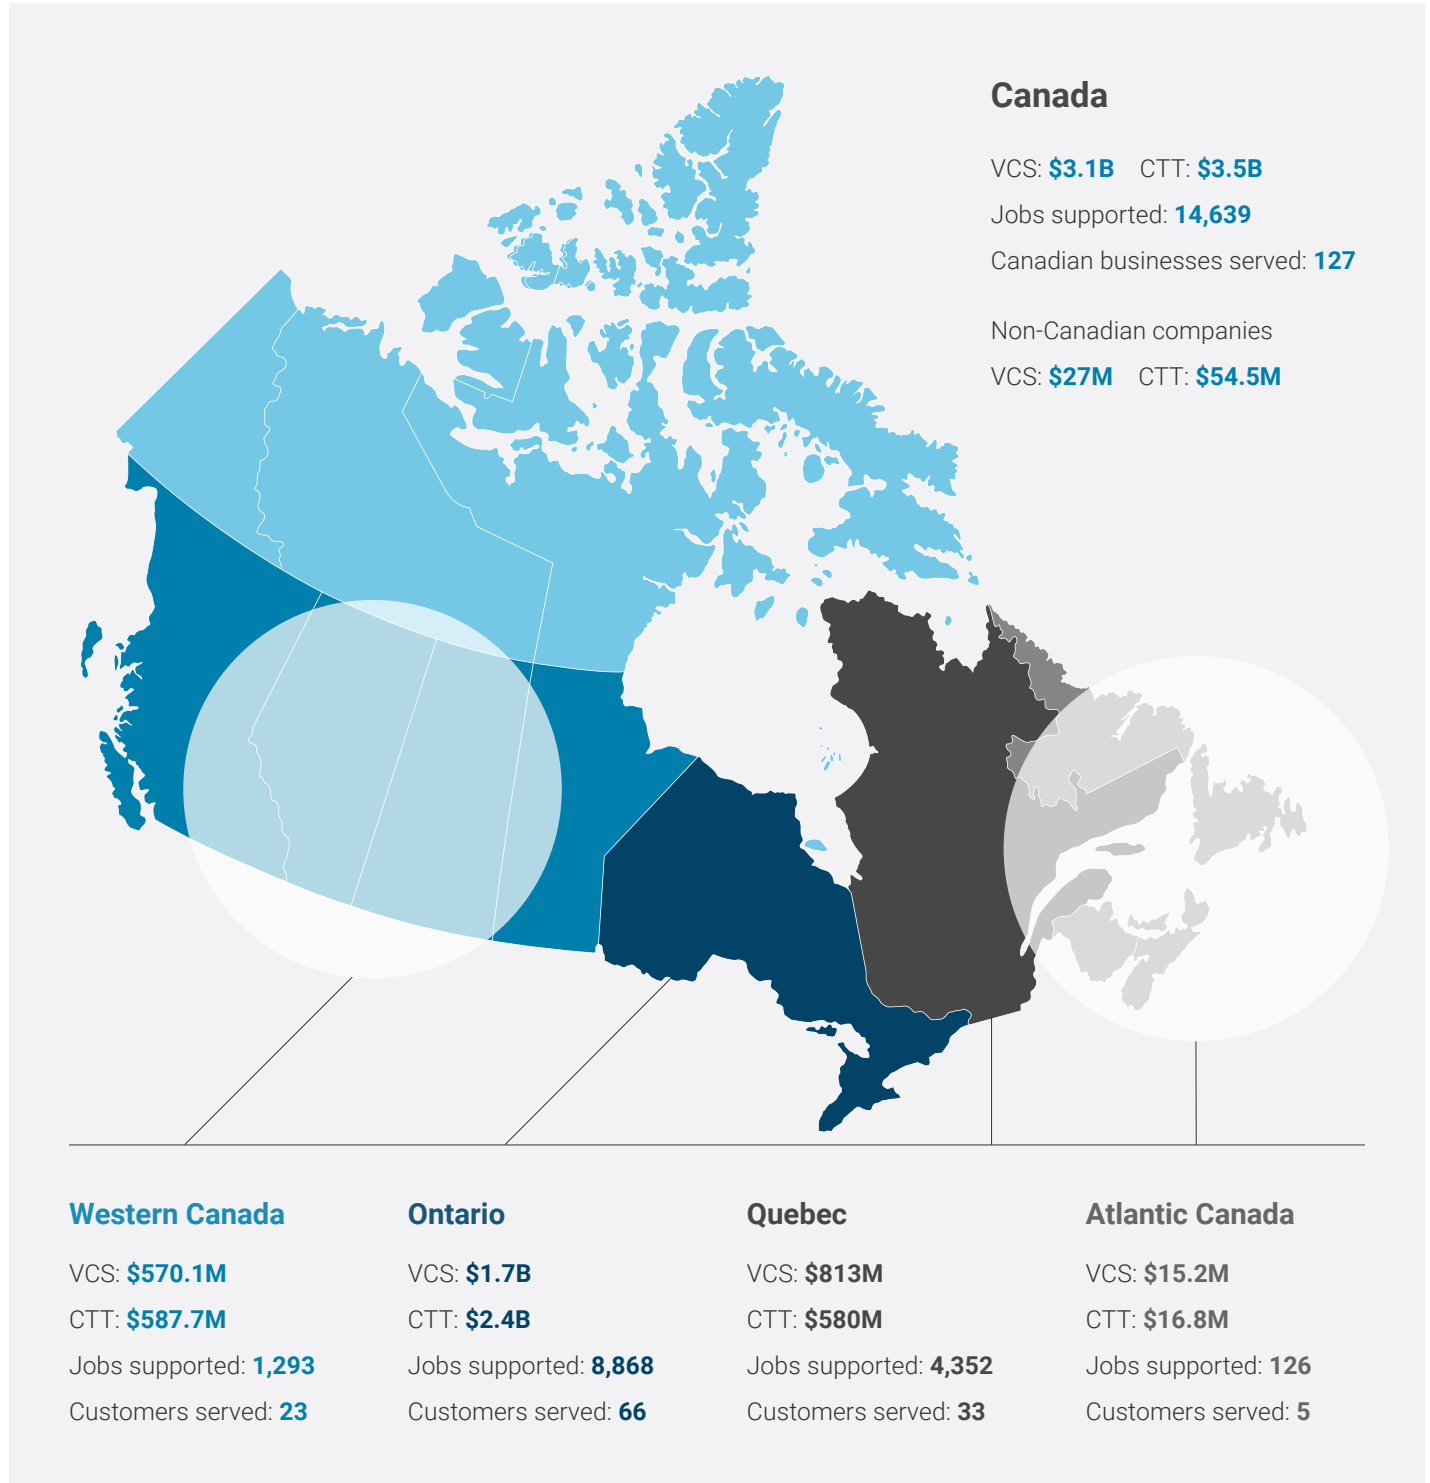 Canada
VCS: $3.1B CTT: $3.5B
Jobs supported: 14,639
Canadian businesses served: 127
Non-Canadian companies
VCS: $27M CTT: $54.5M
Western Canada
VCS: $570.1M
CTT: $587.7M
Jobs supported: 1,293
Customers served: 23
Ontario
VCS: $1.7B
CTT: $2.4B
Jobs supported: 8,868
Customers served: 66
Quebec
VCS: $813M
CTT: $580M
Jobs supported: 4,352
Customers served: 33
Atlantic Canada
VCS: $15.2M
CTT: $16.8M
Jobs supported: 126
Customers served: 5